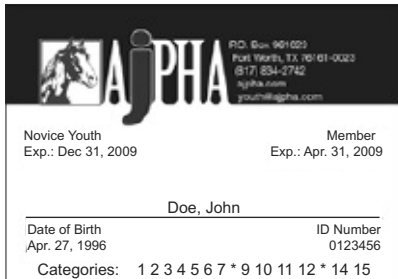 AjPHA
P.O. Box 961023
Fort Worth, TX 76161-0023
(817) 834-2742
ajpha.com
youth@ajpha.com
Novice Youth Member
Exp.: Dec 31, 2009 Exp.: Apr. 31, 2009
Doe, John
Date of Birth ID Number
Apr. 27, 1996 0123456
Categories: 1 2 3 4 5 6 7 * 9 10 11 12 * 14 15